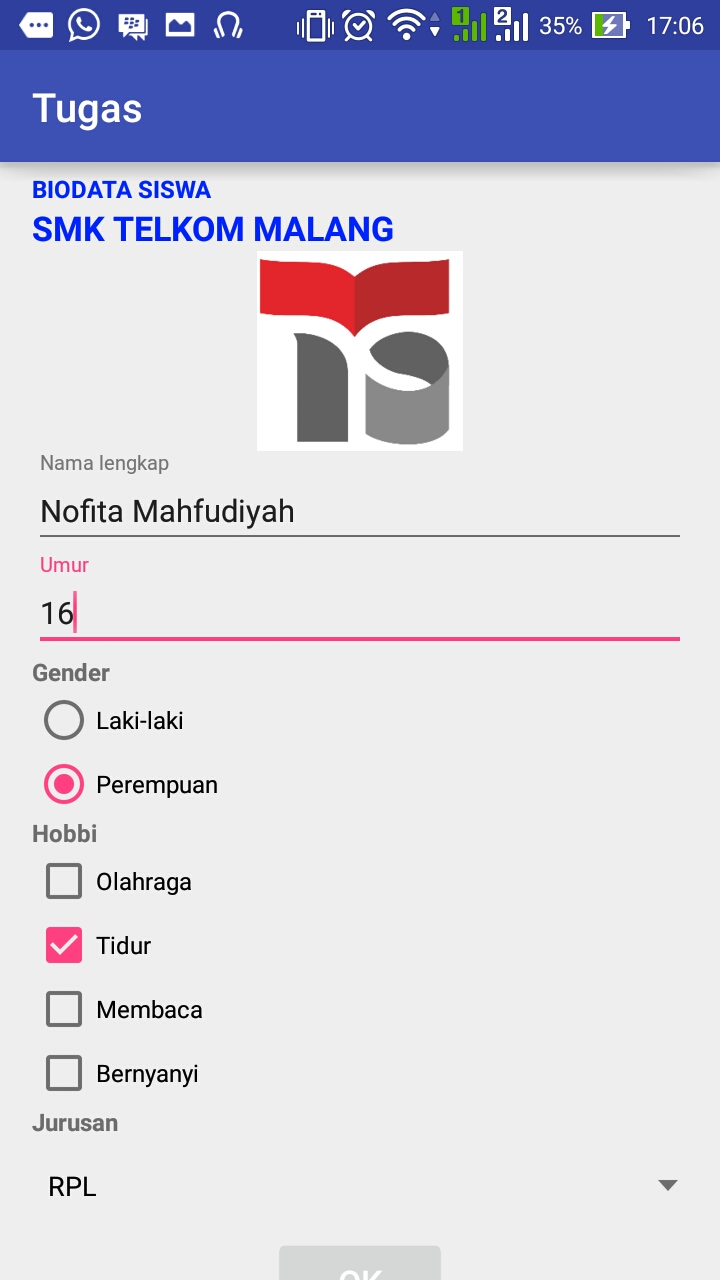 1 2 35% 17:06
Tugas
BIODATA SISWA
SMK TELKOM MALANG
Nama lengkap
Nofita Mahfudiyah
Umur
16
Gender
Laki-laki
Perempuan
Hobbi
Olahraga
Tidur
Membaca
Bernyanyi
Jurusan
RPL
OK